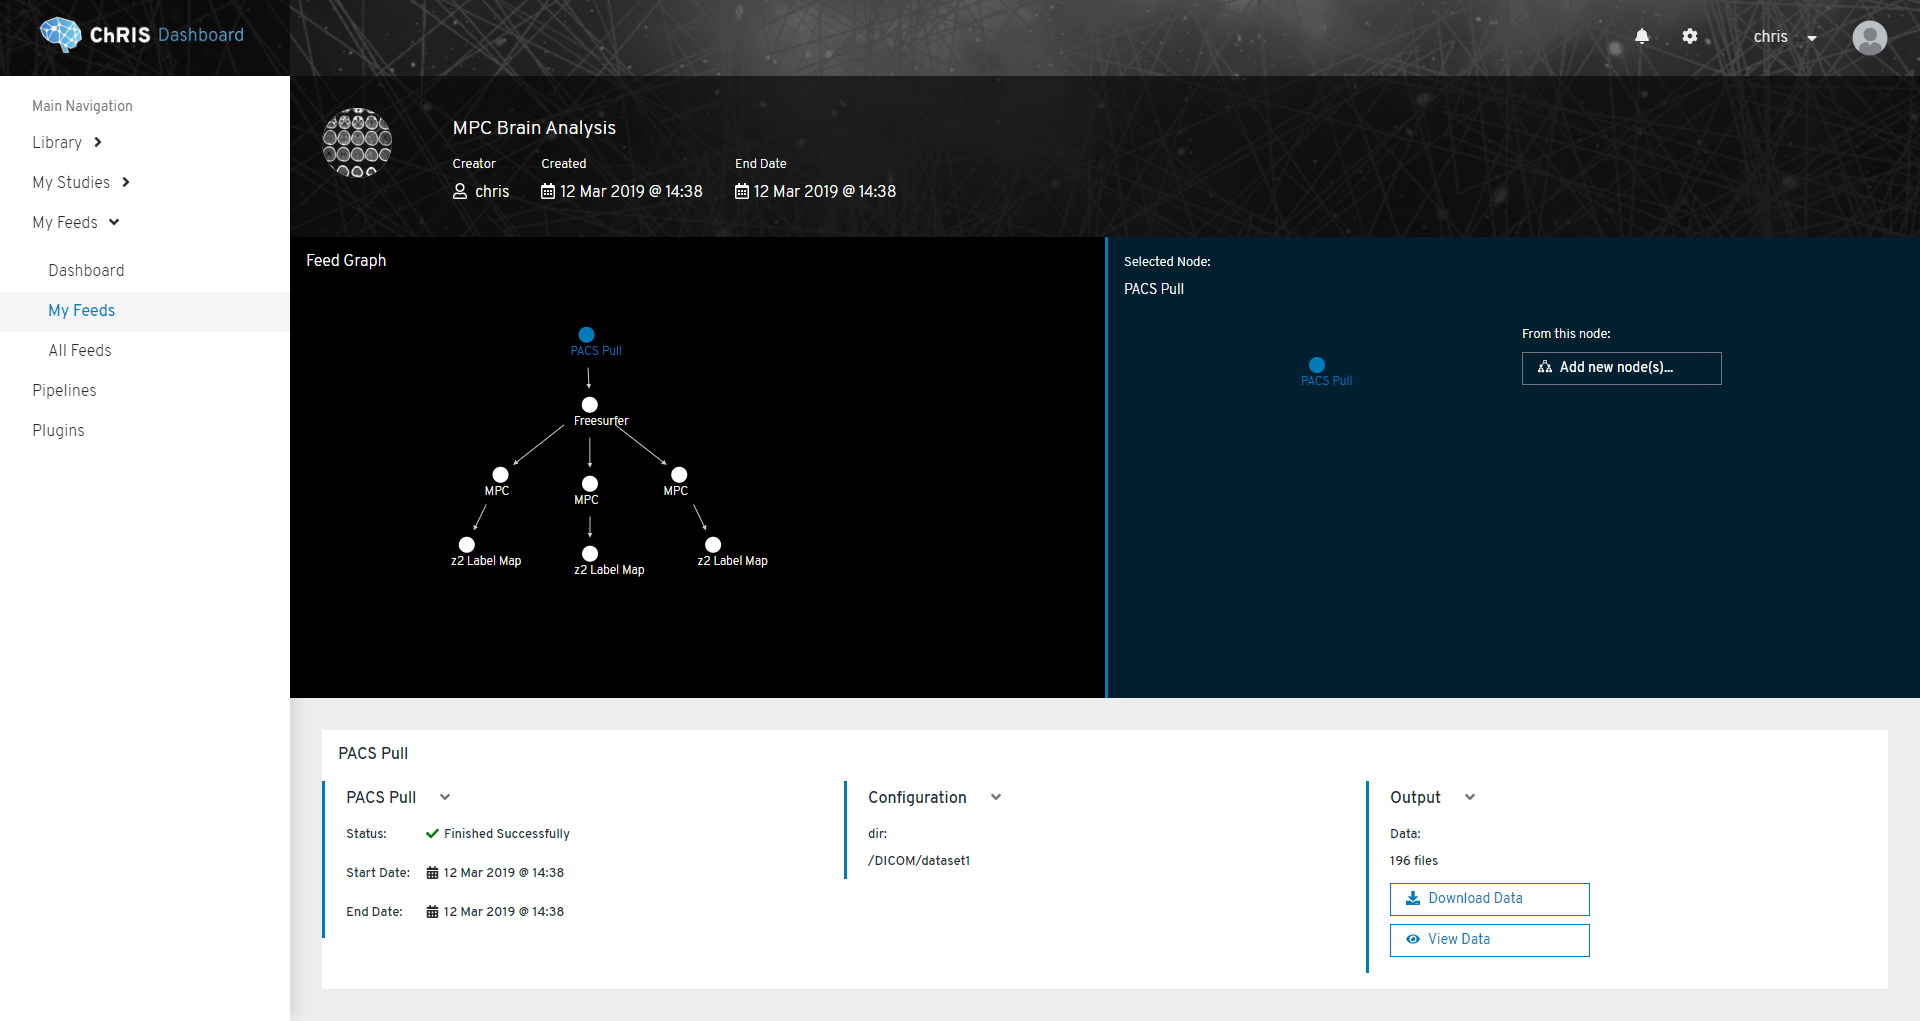 ChRIS Dashboard
chris
Main Navigation
Library
My Studies
My Feeds
Dashboard
My Feeds
All Feeds
Pipelines
Plugins
MPC Brain Analysis
Creator
Created
End Date
chris
12 Mar 2019 @ 14:38
12 Mar 2019 @ 14:38
Feed Graph
PACS Pull
Freesurfer
MPC
MPC
MPC
z2 Label Map
z2 Label Map
z2 Label Map
Selected Node:
PACS Pull
PACS Pull
From this node:
Add new node(s)...
PACS Pull
PACS Pull
Status: Finished Successfully
Start Date: 12 Mar 2019 @ 14:38
End Date: 12 Mar 2019 @ 14:38
Configuration
dir:
/DICOM/dataset1
Output
Data:
196 files
Download Data
View Data